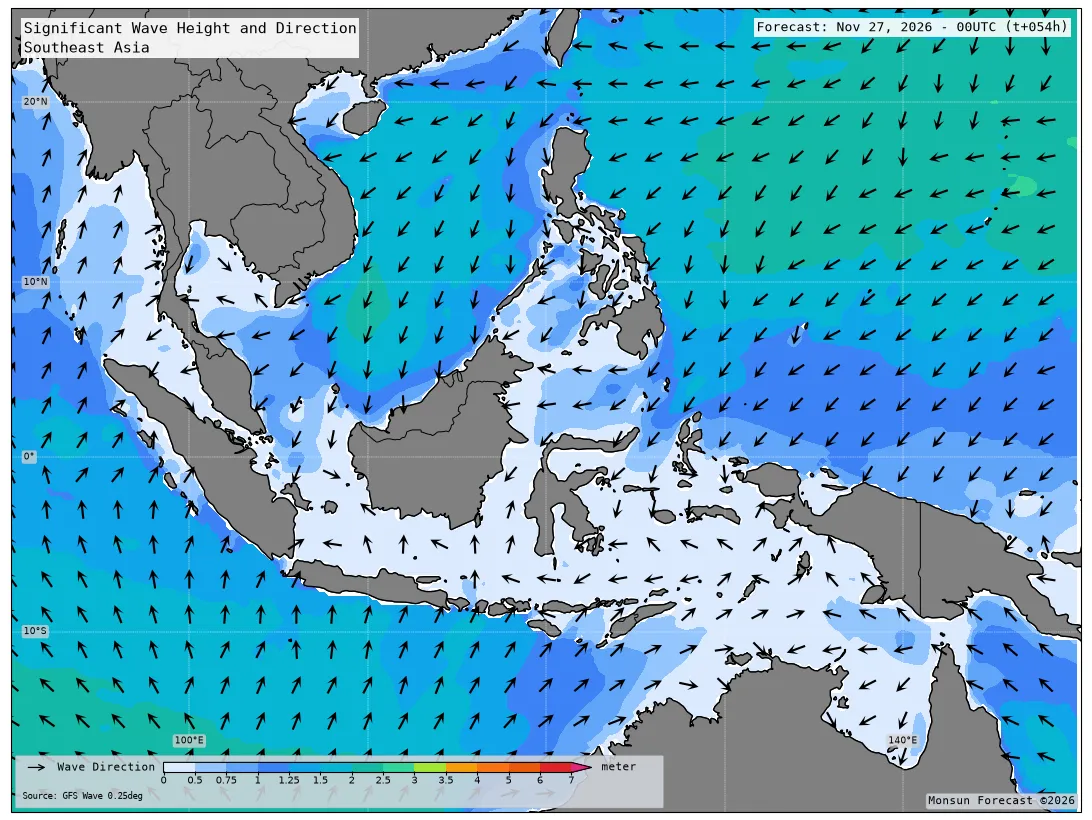 Significant Wave Height and Direction
Southeast Asia
Forecast: Nov 27, 2026 - 00UTC (t+054h)
20°N
10°N
0°
10°S
100°E
140°E
Wave Direction
meter
0 0.5 0.75 1 1.25 1.5 2 2.5 3 3.5 4 5 6 7
Source: GFS Wave 0.25deg
Monsun Forecast ©2026